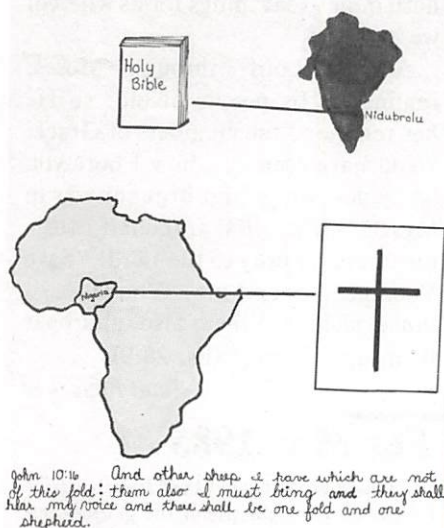 Holy
Bible
Nidubrolu
Nigeria
John 10:16 And other sheep I have which are not
of this fold: them also I must bring and they shall
hear my voice and there shall be one fold and one
shepherd.